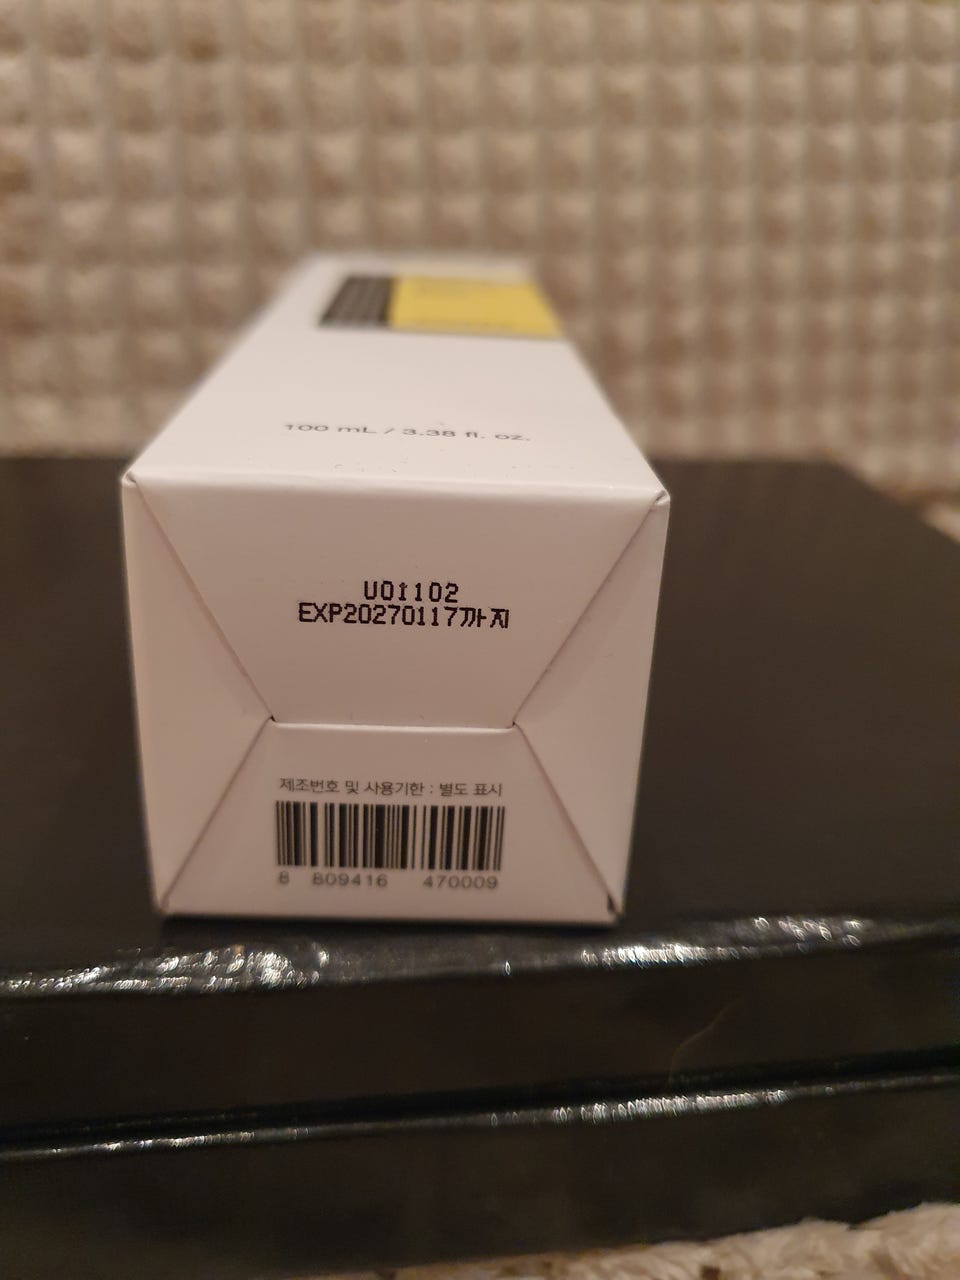 100 mL / 3.38 fl. oz.
U01102
EXP20270117까지
제조번호 및 사용기한 : 별도 표시
8 809416 470009